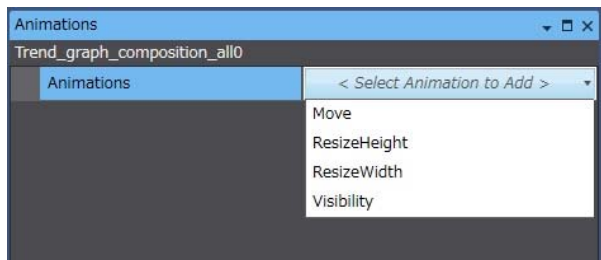 Animations
Trend_graph_composition_all0
Animations < Select Animation to Add >
Move
ResizeHeight
ResizeWidth
Visibility